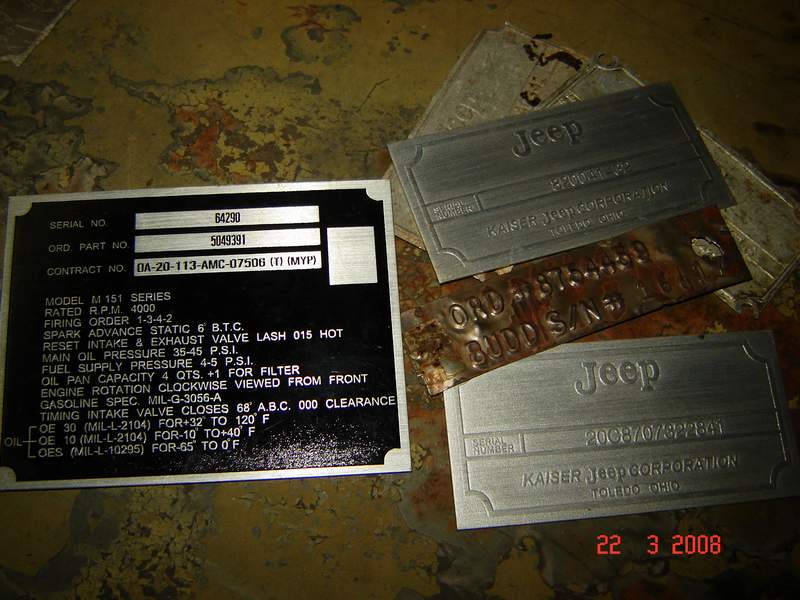 SERIAL NO. 64290
ORD. PART NO. 5049391
CONTRACT NO. DA-20-113-AMC-07506 (T) (MYP)
MODEL M 151 SERIES
RATED R.P.M. 4000
FIRING ORDER 1-3-4-2
SPARK ADVANCE STATIC 6° B.T.C.
RESET INTAKE & EXHAUST VALVE LASH 015 HOT
MAIN OIL PRESSURE 35-45 P.S.I.
FUEL SUPPLY PRESSURE 4-5 P.S.I.
OIL PAN CAPACITY 4 QTS. +1 FOR FILTER
ENGINE ROTATION CLOCKWISE VIEWED FROM FRONT
GASOLINE SPEC. MIL-G-3056-A
TIMING INTAKE VALVE CLOSES 68° A.B.C. 000 CLEARANCE
OE 30 (MIL-L-2104) FOR+32° TO 120° F
OIL OE 10 (MIL-L-2104) FOR-10° TO+40° F
OES (MIL-L-10295) FOR-65° TO 0° F
Jeep
SERIAL NUMBER
KAISER Jeep CORPORATION
TOLEDO, OHIO
ORD #8754489
BUDD S/N#
Jeep
SERIAL NUMBER 20C8707322841
KAISER Jeep CORPORATION
TOLEDO OHIO
22 3 2008